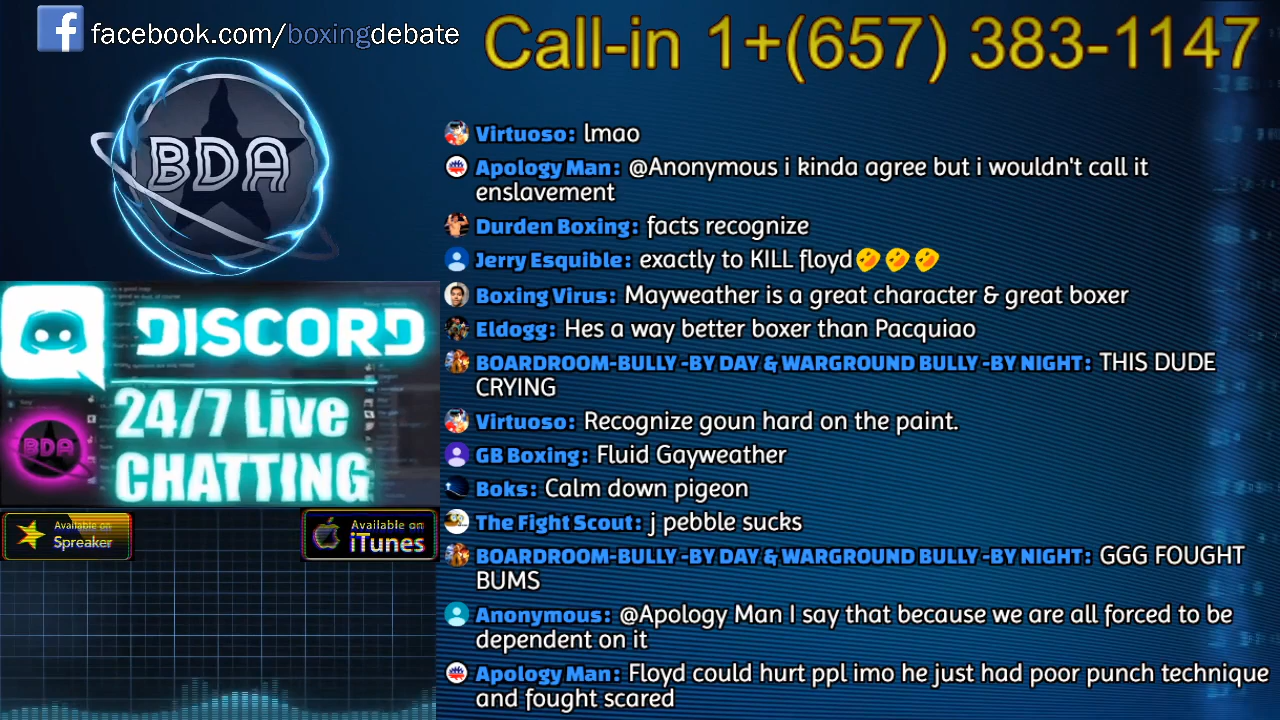 facebook.com/boxingdebate
Call-in 1+(657) 383-1147
BDA
DISCORD
24/7 Live
CHATTING
BDA
Available on
Spreaker
Available on
iTunes
Virtuoso: lmao
Apology Man: @Anonymous i kinda agree but i wouldn't call it
enslavement
Durden Boxing: facts recognize
Jerry Esquible: exactly to KILL floyd🤣🤣🤣
Boxing Virus: Mayweather is a great character & great boxer
Eldogg: Hes a way better boxer than Pacquiao
BOARDROOM-BULLY -BY DAY & WARGROUND BULLY -BY NIGHT: THIS DUDE
CRYING
Virtuoso: Recognize goun hard on the paint.
GB Boxing: Fluid Gayweather
Boks: Calm down pigeon
The Fight Scout: j pebble sucks
BOARDROOM-BULLY -BY DAY & WARGROUND BULLY -BY NIGHT: GGG FOUGHT
BUMS
Anonymous: @Apology Man I say that because we are all forced to be
dependent on it
Apology Man: Floyd could hurt ppl imo he just had poor punch technique
and fought scared